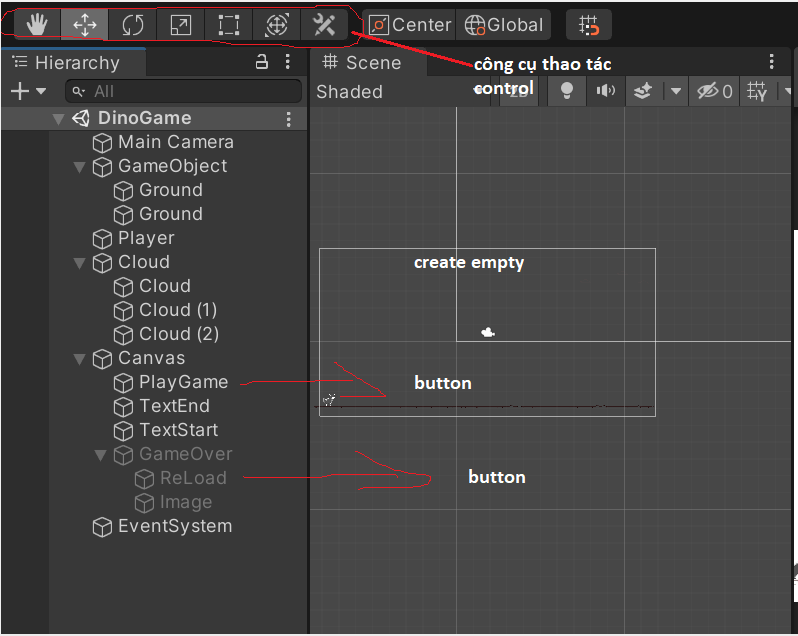 Center
Global
Hierarchy
Scene
công cụ thao tác
control
All
Shaded
2D
0
DinoGame
Main Camera
GameObject
Ground
Ground
Player
Cloud
create empty
Cloud
Cloud (1)
Cloud (2)
Canvas
PlayGame
button
TextEnd
TextStart
GameOver
ReLoad
button
Image
EventSystem